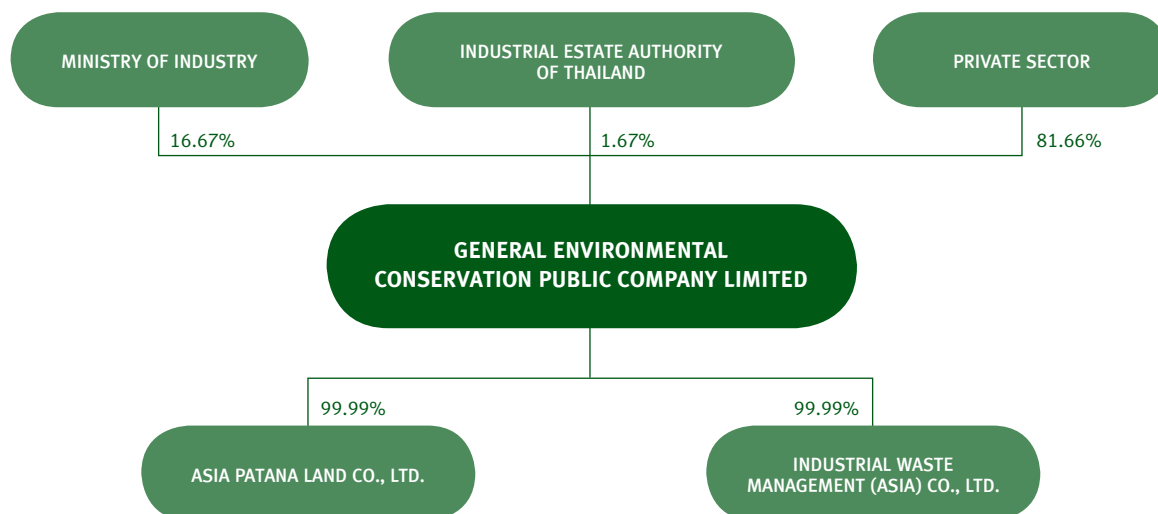 MINISTRY OF INDUSTRY
INDUSTRIAL ESTATE AUTHORITY
OF THAILAND
PRIVATE SECTOR
16.67%
1.67%
81.66%
GENERAL ENVIRONMENTAL
CONSERVATION PUBLIC COMPANY LIMITED
99.99%
99.99%
ASIA PATANA LAND CO., LTD.
INDUSTRIAL WASTE
MANAGEMENT (ASIA) CO., LTD.